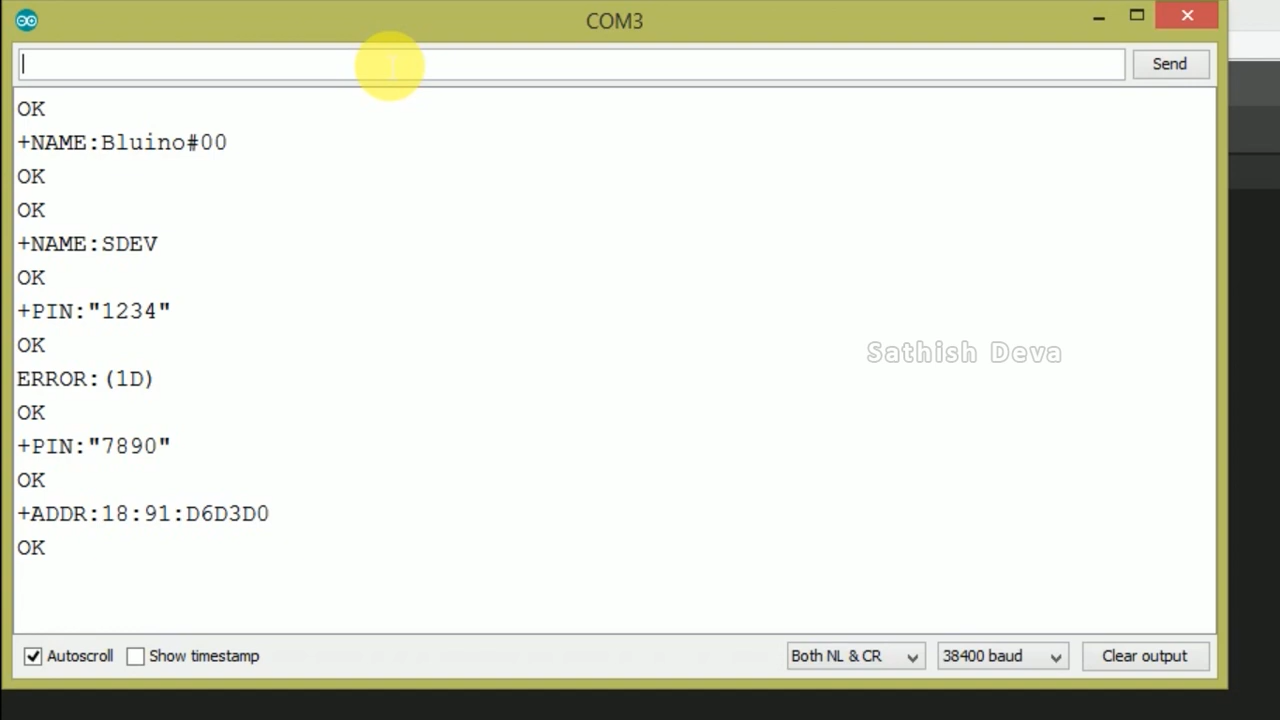 COM3
Send
OK
+NAME:Bluino#00
OK
OK
+NAME:SDEV
OK
+PIN:"1234"
OK
ERROR:(1D)
OK
+PIN:"7890"
OK
+ADDR:18:91:D6D3D0
OK
Sathish Deva
Autoscroll Show timestamp Both NL & CR 38400 baud Clear output